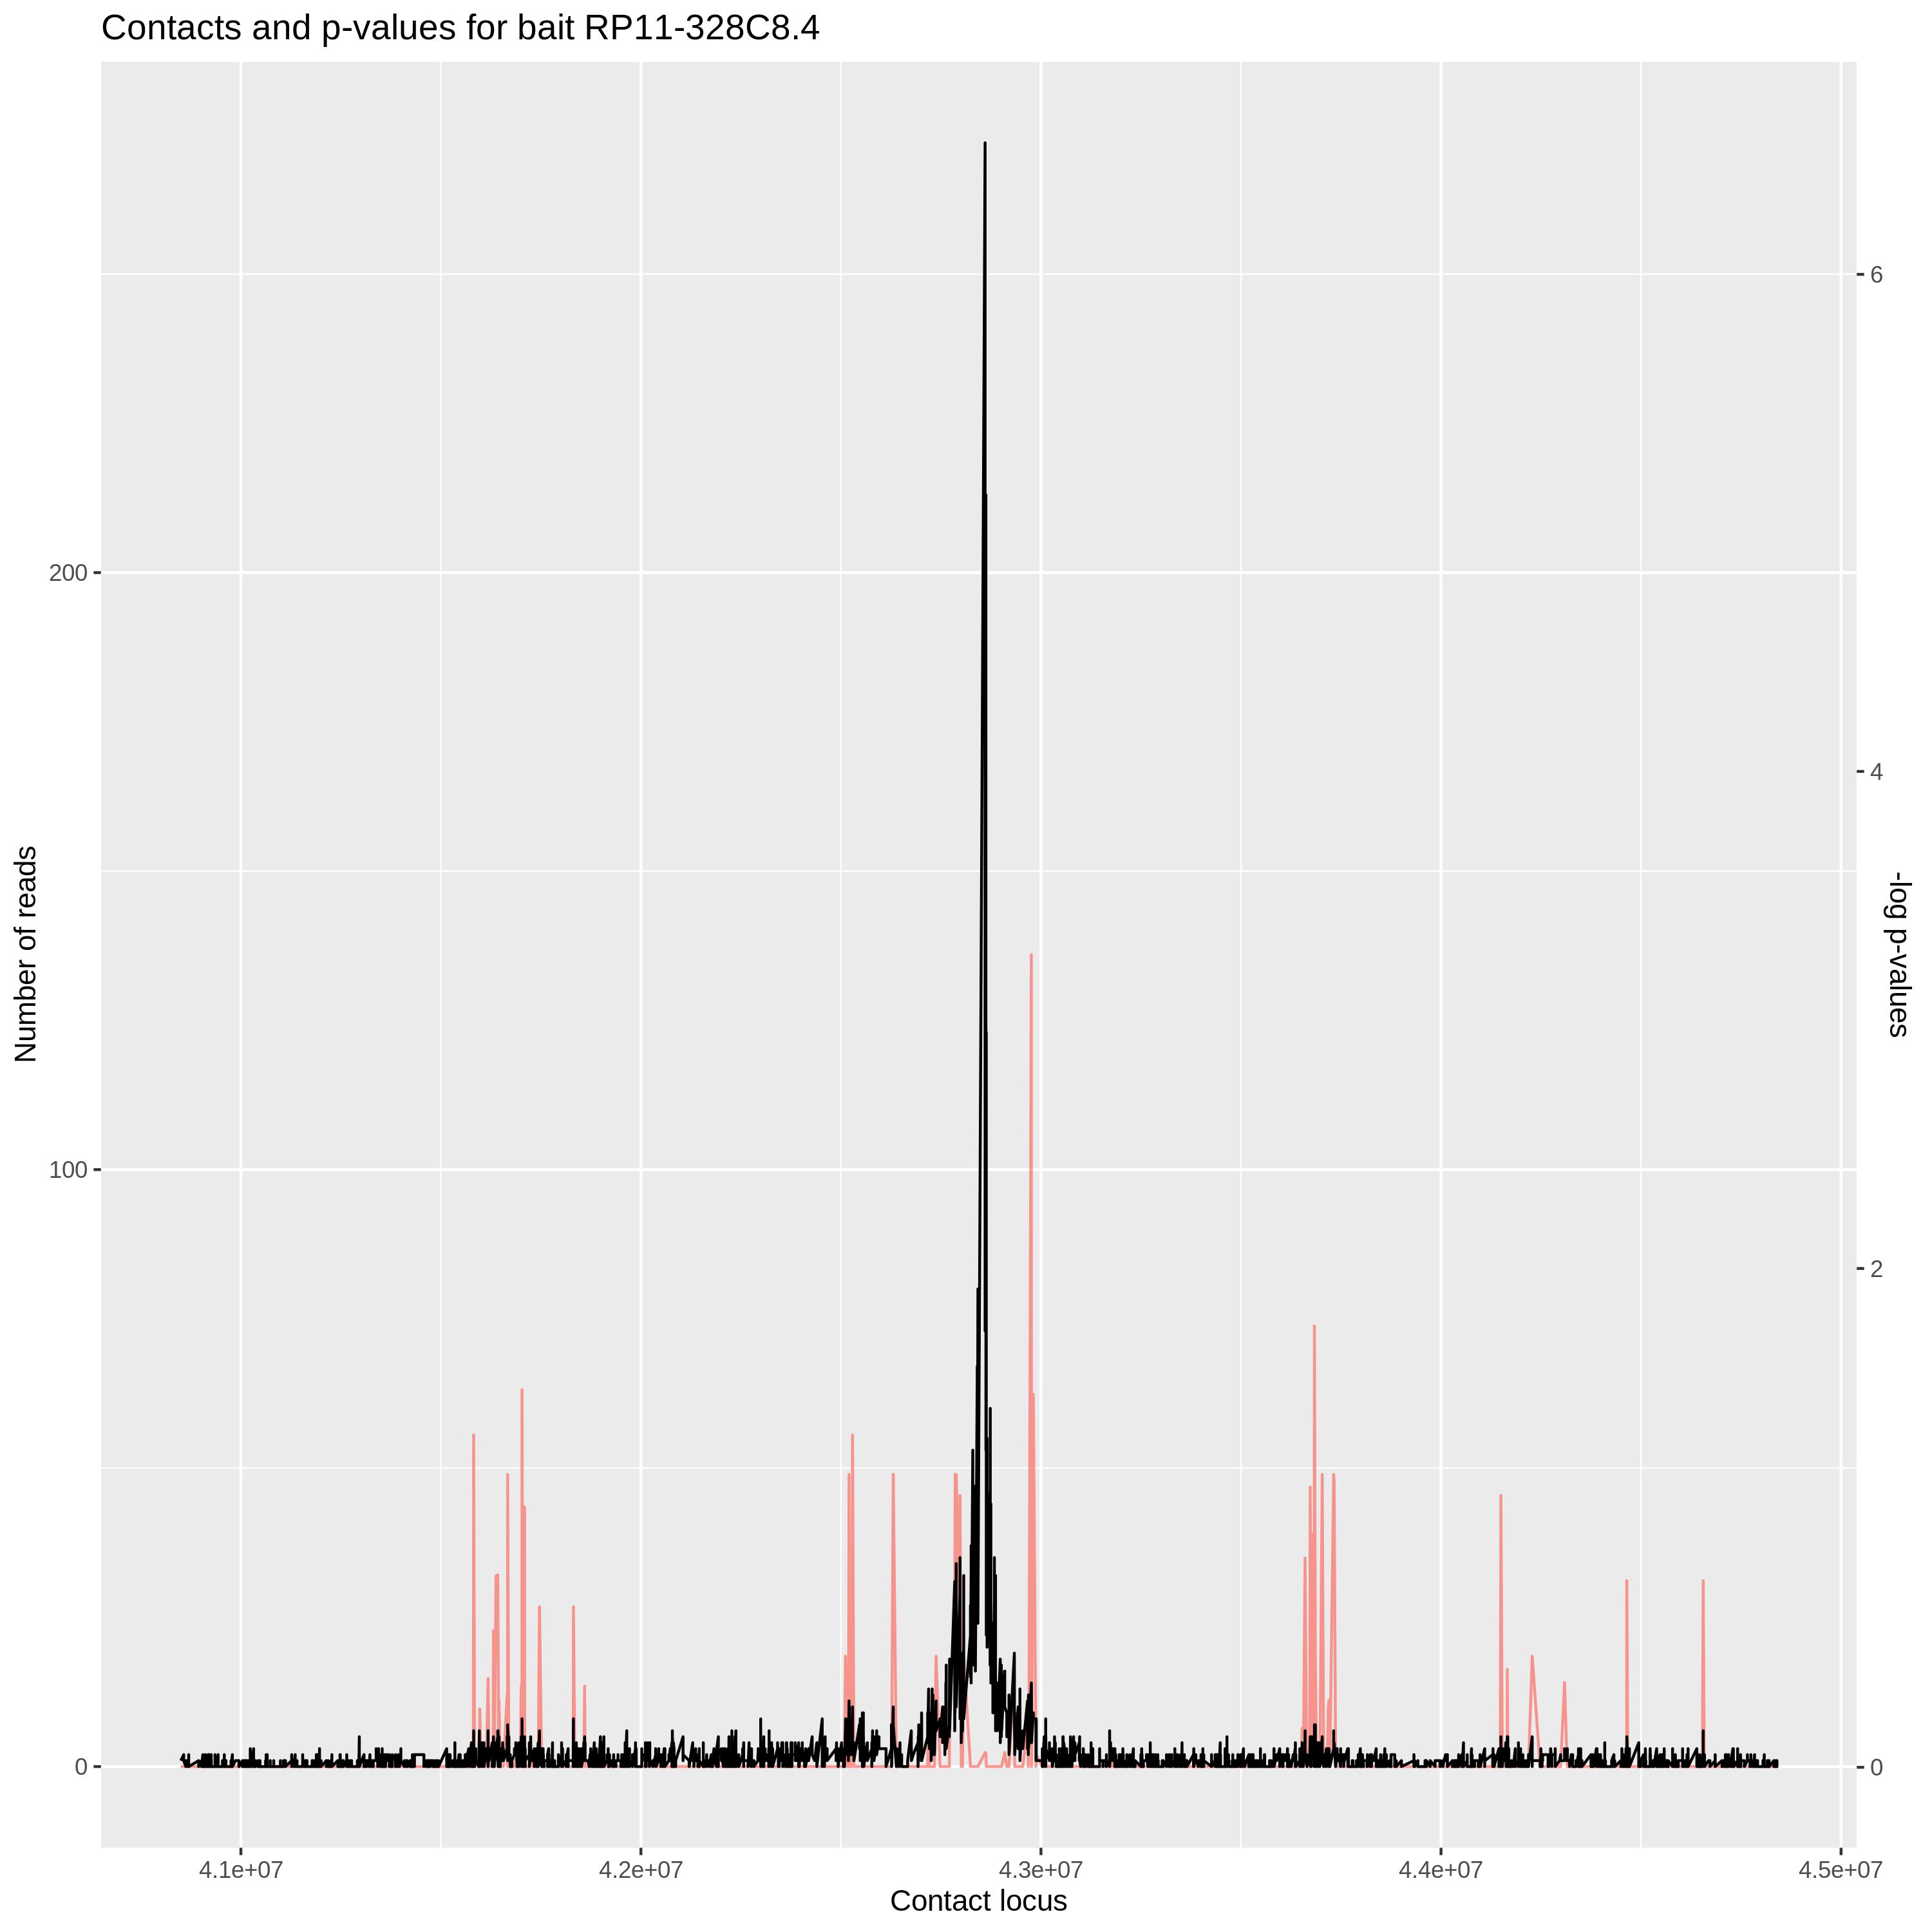 Contacts and p-values for bait RP11-328C8.4
Number of reads
200
100
0
6
4
2
0
-log p-values
4.1e+07 4.2e+07 4.3e+07 4.4e+07 4.5e+07
Contact locus